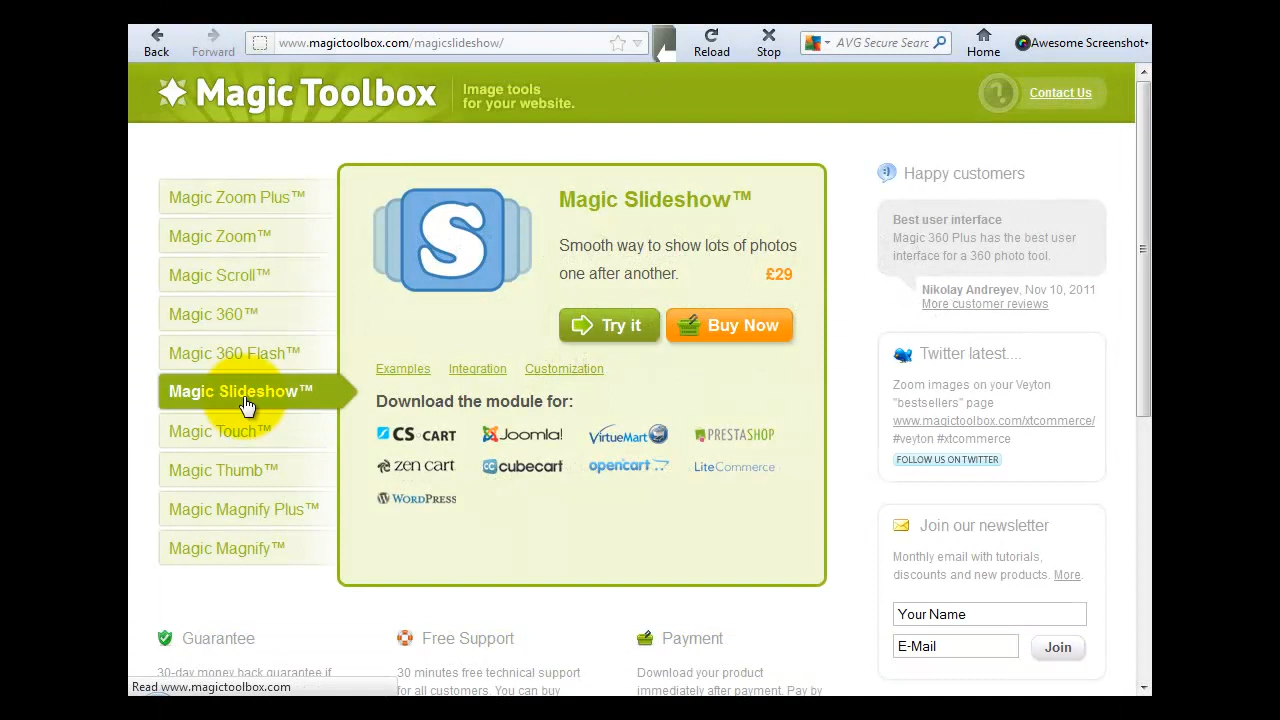 Back
Forward
www.magictoolbox.com/magicslideshow/
Reload
Stop
AVG Secure Searc
Home
Awesome Screenshot
Magic Toolbox
Image tools
for your website.
?
Contact Us
Magic Zoom Plus™
Magic Zoom™
Magic Scroll™
Magic 360™
Magic 360 Flash™
Magic Slideshow™
Magic Touch™
Magic Thumb™
Magic Magnify Plus™
Magic Magnify™
S
Magic Slideshow™
Smooth way to show lots of photos
one after another.
£29
Try it
Buy Now
Examples
Integration
Customization
Download the module for:
CS CART
Joomla!
VirtueMart
PRESTASHOP
zen cart
cubecart
opencart
LiteCommerce
WORDPRESS
Happy customers
Best user interface
Magic 360 Plus has the best user
interface for a 360 photo tool.
Nikolay Andreyev, Nov 10, 2011
More customer reviews
Twitter latest....
Zoom images on your Veyton
"bestsellers" page
www.magictoolbox.com/xtcommerce/
#veyton #xtcommerce
FOLLOW US ON TWITTER
Join our newsletter
Monthly email with tutorials,
discounts and new products. More.
Your Name
E-Mail
Join
Guarantee
30-day money back guarantee if
Free Support
30 minutes free technical support
for all customers. You can buy
Payment
Download your product
immediately after payment. Pay by
Read www.magictoolbox.com